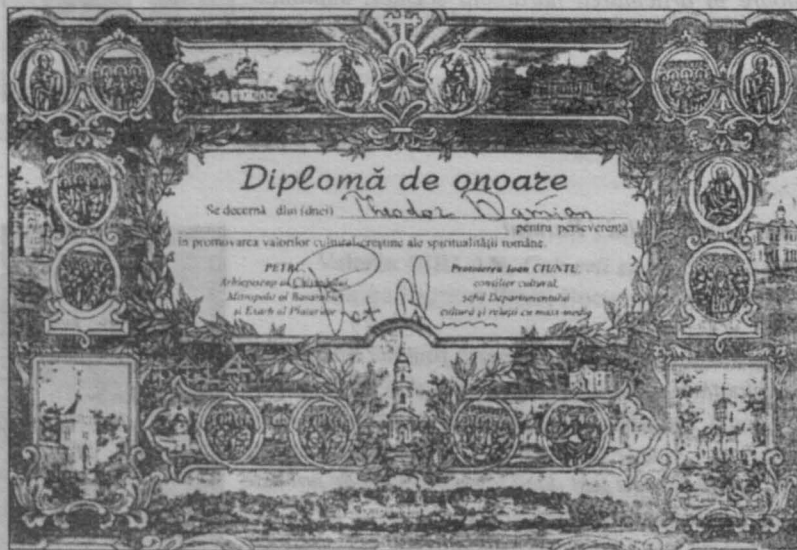 Diplomă de onoare
Se decernă dlui (dnei) Theodor Damian
pentru perseverență
în promovarea valorilor cultural-creștine ale spiritualității române.
PETRU
Arhiepiscop al Chișinăului,
Mitropolit al Basarabiei
și Exarh al Plaiurilor
Protoiereu Ioan CIUNTU
consilier cultural,
șeful Departamentului
cultură și relații cu mass-media